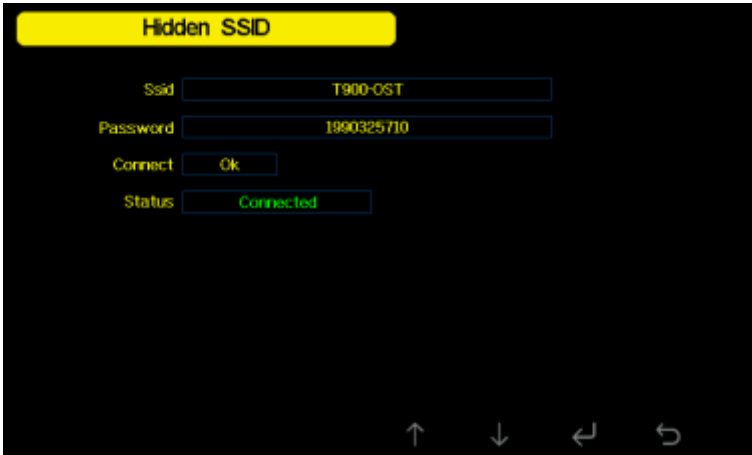 Hidden SSID
Ssid T900-OST
Password 1990325710
Connect Ok
Status Connected